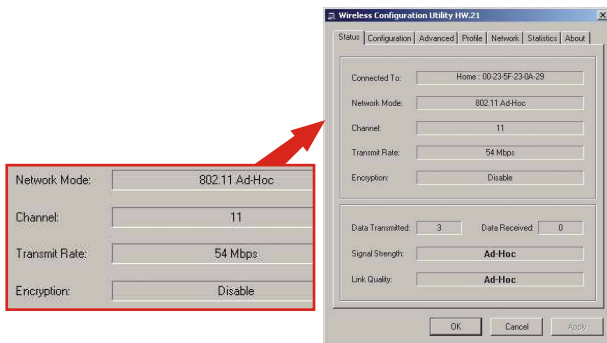 Wireless Configuration Utility HW.21
Status Configuration Advanced Profile Network Statistics About
Connected To: Home : 00-23-5F-23-0A-29
Network Mode: 802.11 Ad-Hoc
Channel: 11
Transmit Rate: 54 Mbps
Encryption: Disable
Data Transmitted: 3 Data Received: 0
Signal Strength: Ad-Hoc
Link Quality: Ad-Hoc
OK Cancel Apply
Network Mode: 802.11 Ad-Hoc
Channel: 11
Transmit Rate: 54 Mbps
Encryption: Disable